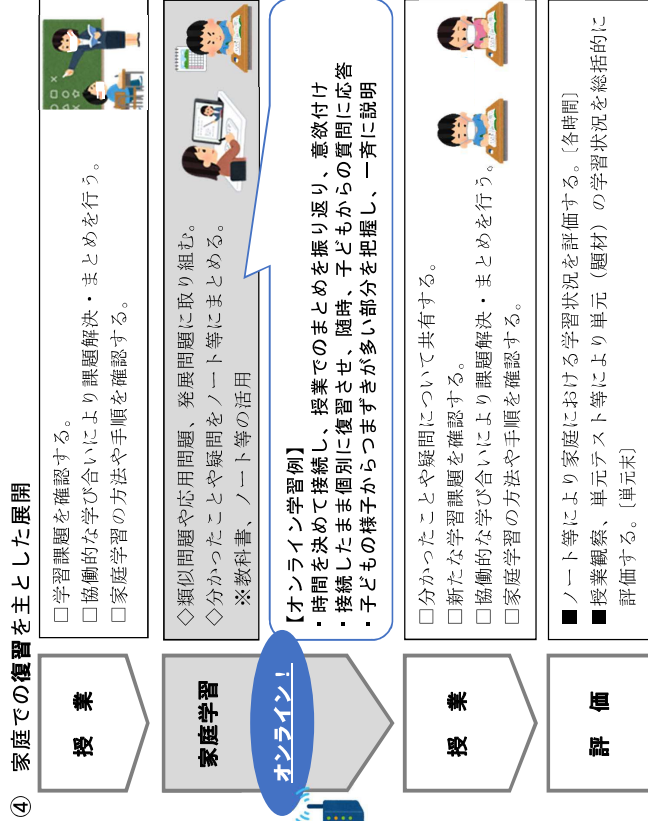 ④ 家庭での復習を主とした展開
授 業
□学習課題を確認する。
□協働的な学び合いにより課題解決・まとめを行う。
□家庭学習の方法や手順を確認する。
家庭学習
オンライン！
◇類似問題や応用問題、発展問題に取り組む。
◇分かったことや疑問をノート等にまとめる。
※教科書、ノート等の活用
【オンライン学習例】
・時間を決めて接続し、授業でのまとめを振り返り、意欲付け
・接続したまま個別に復習させ、随時、子どもからの質問に応答
・子どもの様子からつまずきが多い部分を把握し、一斉に説明
授 業
□分かったことや疑問について共有する。
□新たな学習課題を確認する。
□協働的な学び合いにより課題解決・まとめを行う。
□家庭学習の方法や手順を確認する。
評 価
■ノート等により家庭における学習状況を評価する。〔各時間〕
■授業観察、単元テスト等により単元（題材）の学習状況を総括的に
評価する。〔単元末〕